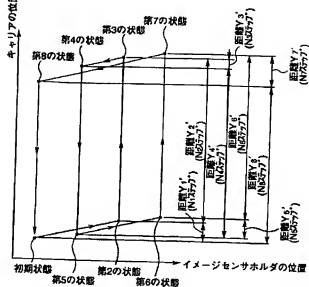 キャリアの位置
第7の状態
第3の状態
第4の状態
第8の状態
距離Y3'
(N3ステップ)
距離Y7'
(N7ステップ)
距離Y2'
(N2ステップ)
距離Y4'
(N4ステップ)
距離Y6'
(N6ステップ)
距離Y8'
(N8ステップ)
距離Y1'
(N1ステップ)
距離Y5'
(N5ステップ)
イメージセンサホルダの位置
初期状態
第5の状態
第2の状態
第6の状態